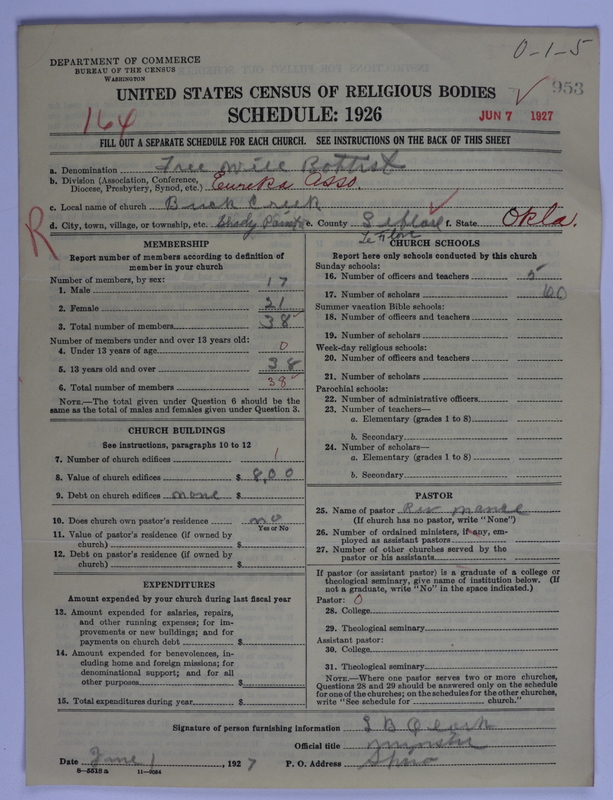 DEPARTMENT OF COMMERCE
BUREAU OF THE CENSUS
WASHINGTON
0-1-5
953
UNITED STATES CENSUS OF RELIGIOUS BODIES
SCHEDULE: 1926
164
JUN 7 1927
FILL OUT A SEPARATE SCHEDULE FOR EACH CHURCH. SEE INSTRUCTIONS ON THE BACK OF THIS SHEET
a. Denomination Free Will Babtist
b. Division (Association, Conference, Diocese, Presbytery, Synod, etc.) Eureka Asso
c. Local name of church Buck Creek
d. City, town, village, or township, etc. Shady Point e. County Leflore f. State Okla.
Le Flore
R
MEMBERSHIP
Report number of members according to definition of
member in your church
Number of members, by sex:
1. Male 17
2. Female 21
3. Total number of members 38
Number of members under and over 13 years old:
4. Under 13 years of age 0
5. 13 years old and over 38
6. Total number of members 38
NOTE.—The total given under Question 6 should be
same as the total of males and females given under Question 3.
CHURCH BUILDINGS
See instructions, paragraphs 10 to 12
7. Number of church edifices 1
8. Value of church edifices $ 800
9. Debt on church edifices none $
10. Does church own pastor's residence no
Yes or No
11. Value of pastor's residence (if owned by
church) $
12. Debt on pastor's residence (if owned by
church) $
EXPENDITURES
Amount expended by your church during last fiscal year
13. Amount expended for salaries, repairs,
and other running expenses; for im-
provements or new buildings; and for
payments on church debt $
14. Amount expended for benevolences, in-
cluding home and foreign missions; for
denominational support; and for all
other purposes $
15. Total expenditures during year $
CHURCH SCHOOLS
Report here only schools conducted by this church
Sunday schools:
16. Number of officers and teachers 5
17. Number of scholars 60
Summer vacation Bible schools:
18. Number of officers and teachers
19. Number of scholars
Week-day religious schools:
20. Number of officers and teachers
21. Number of scholars
Parochial schools:
22. Number of administrative officers
23. Number of teachers—
a. Elementary (grades 1 to 8)
b. Secondary
24. Number of scholars—
a. Elementary (grades 1 to 8)
b. Secondary
PASTOR
25. Name of pastor Rev
(If church has no pastor, write "None")
26. Number of ordained ministers, if any, em-
ployed as assistant pastors
27. Number of other churches served by the
pastor or his assistants
If pastor (or assistant pastor) is a graduate of a college or
theological seminary, give name of institution below. (If
not a graduate, write "No" in the space indicated.)
Pastor: 0
28. College
29. Theological seminary
Assistant pastor:
30. College
31. Theological seminary
NOTE.—Where one pastor serves two or more churches,
Questions 28 and 29 should be answered only on the schedule
for one of the churches; on the schedules for the other churches,
write "See schedule for church."
Signature of person furnishing information
Official title
Date June 1, 1927 P. O. Address Spiro
8-5518 a 11-9054